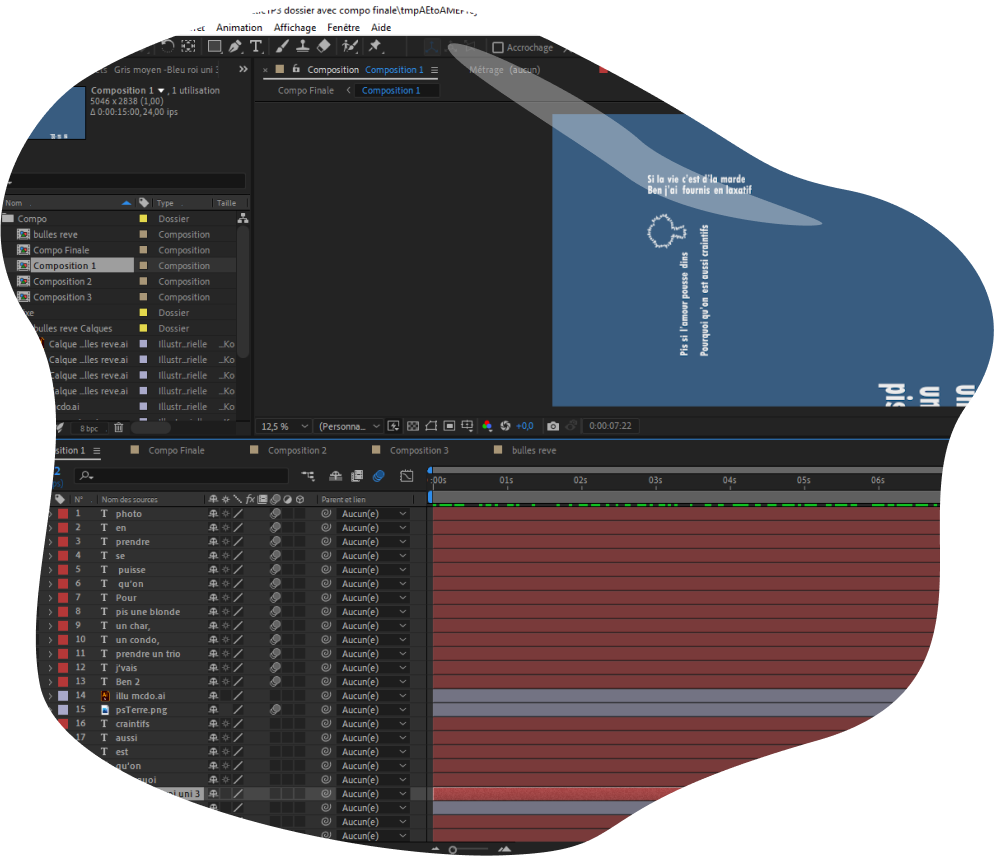 TP3 dossier avec compo finale\tmpAEtoAMEProj
Animation Affichage Fenêtre Aide
Accrochage
Gris moyen -Bleu roi uni 3
Composition Composition 1
Métrage (aucun)
Composition 1 , 1 utilisation
5046 x 2838 (1,00)
Δ 0:00:15:00, 24,00 ips
Compo Finale Composition 1
Si la vie c'est d'la marde
Ben j'ai fournis en laxatif
Pis si l'amour pousse dins
Pourquoi qu'on est aussi craintifs
pis
un
un
Nom Type Taille
Compo Dossier
bulles reve Composition
Compo Finale Composition
Composition 1 Composition
Composition 2 Composition
Composition 3 Composition
Dossier
bulles reve Calques Dossier
Calque ...lles reve.ai Illustr...rielle ...Ko
Calque ...lles reve.ai Illustr...rielle ...Ko
Calque ...lles reve.ai Illustr...rielle ...Ko
Calque ...lles reve.ai Illustr...rielle ...Ko
mcdo.ai Illustr...rielle ...Ko
8 bpc
12,5 % (Personna... +0,0 0:00:07:22
sition 1 Compo Finale Composition 2 Composition 3 bulles reve
:00s 01s 02s 03s 04s 05s 06s
N° Nom des sources fx Parent et lien
1 T photo Aucun(e)
2 T en Aucun(e)
3 T prendre Aucun(e)
4 T se Aucun(e)
5 T puisse Aucun(e)
6 T qu'on Aucun(e)
7 T Pour Aucun(e)
8 T pis une blonde Aucun(e)
9 T un char, Aucun(e)
10 T un condo, Aucun(e)
11 T prendre un trio Aucun(e)
12 T j'vais Aucun(e)
13 T Ben 2 Aucun(e)
14 illu mcdo.ai Aucun(e)
15 psTerre.png Aucun(e)
16 T craintifs Aucun(e)
17 T aussi Aucun(e)
T est Aucun(e)
qu'on Aucun(e)
uoi Aucun(e)
oi uni 3 Aucun(e)
Aucun(e)
Aucun(e)
Aucun(e)